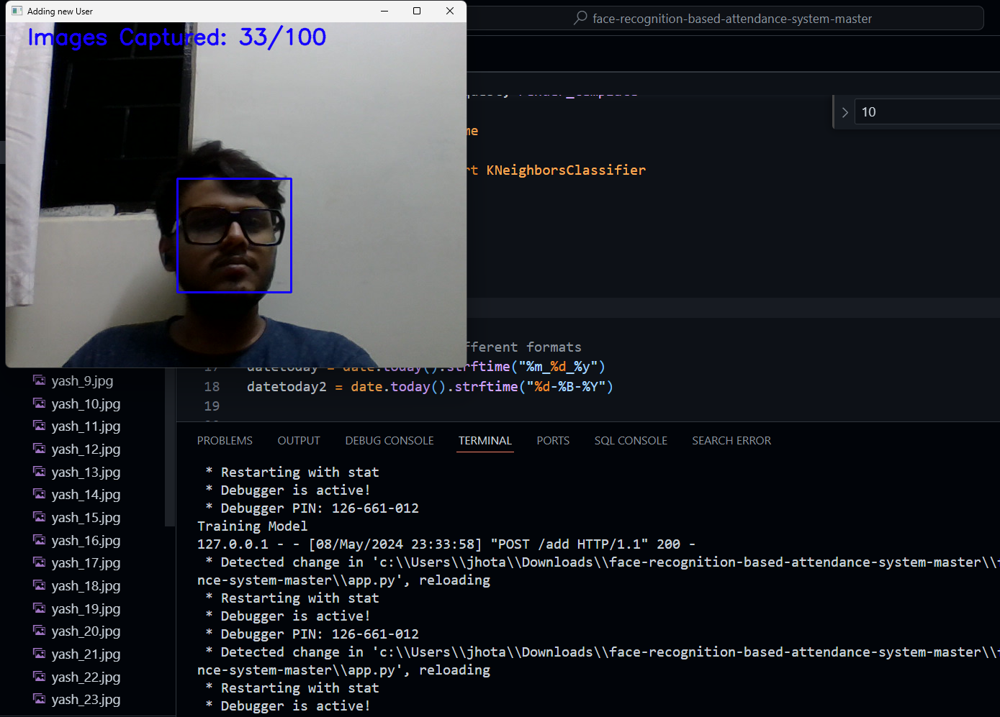 Adding new User
face-recognition-based-attendance-system-master
Images Captured: 33/100
10
me
rt KNeighborsClassifier
fferent formats
17 datetoday = date.today().strftime("%m_%d_%y")
18 datetoday2 = date.today().strftime("%d-%B-%Y")
19
yash_9.jpg
yash_10.jpg
yash_11.jpg
yash_12.jpg
yash_13.jpg
yash_14.jpg
yash_15.jpg
yash_16.jpg
yash_17.jpg
yash_18.jpg
yash_19.jpg
yash_20.jpg
yash_21.jpg
yash_22.jpg
yash_23.jpg
PROBLEMS OUTPUT DEBUG CONSOLE TERMINAL PORTS SQL CONSOLE SEARCH ERROR
* Restarting with stat
* Debugger is active!
* Debugger PIN: 126-661-012
Training Model
127.0.0.1 - - [08/May/2024 23:33:58] "POST /add HTTP/1.1" 200 -
* Detected change in 'c:\\Users\\jhota\\Downloads\\face-recognition-based-attendance-system-master\\f
nce-system-master\\app.py', reloading
* Restarting with stat
* Debugger is active!
* Debugger PIN: 126-661-012
* Detected change in 'c:\\Users\\jhota\\Downloads\\face-recognition-based-attendance-system-master\\f
nce-system-master\\app.py', reloading
* Restarting with stat
* Debugger is active!